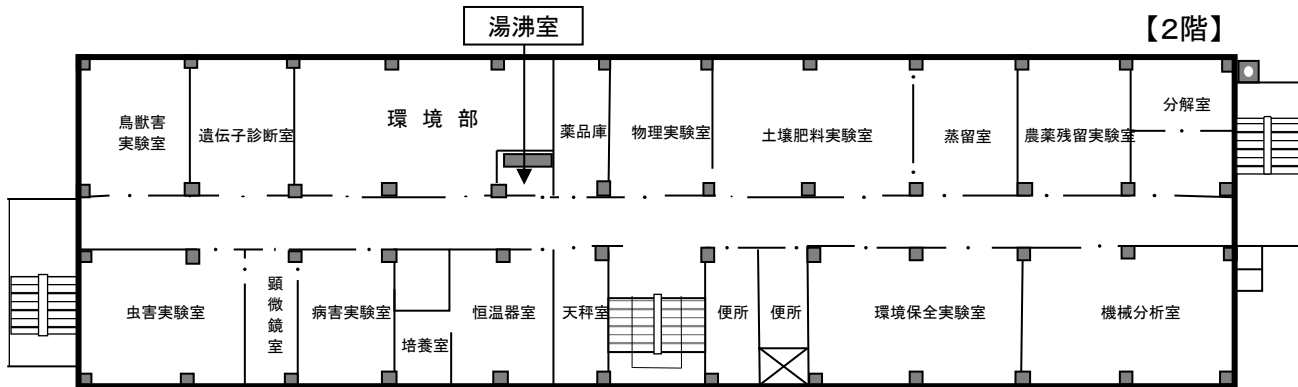 湯沸室
【2階】
鳥獣害
実験室
遺伝子診断室
環境部
薬品庫
物理実験室
土壌肥料実験室
蒸留室
農薬残留実験室
分解室
虫害実験室
顕微鏡室
病害実験室
培養室
恒温器室
天秤室
便所
便所
環境保全実験室
機械分析室